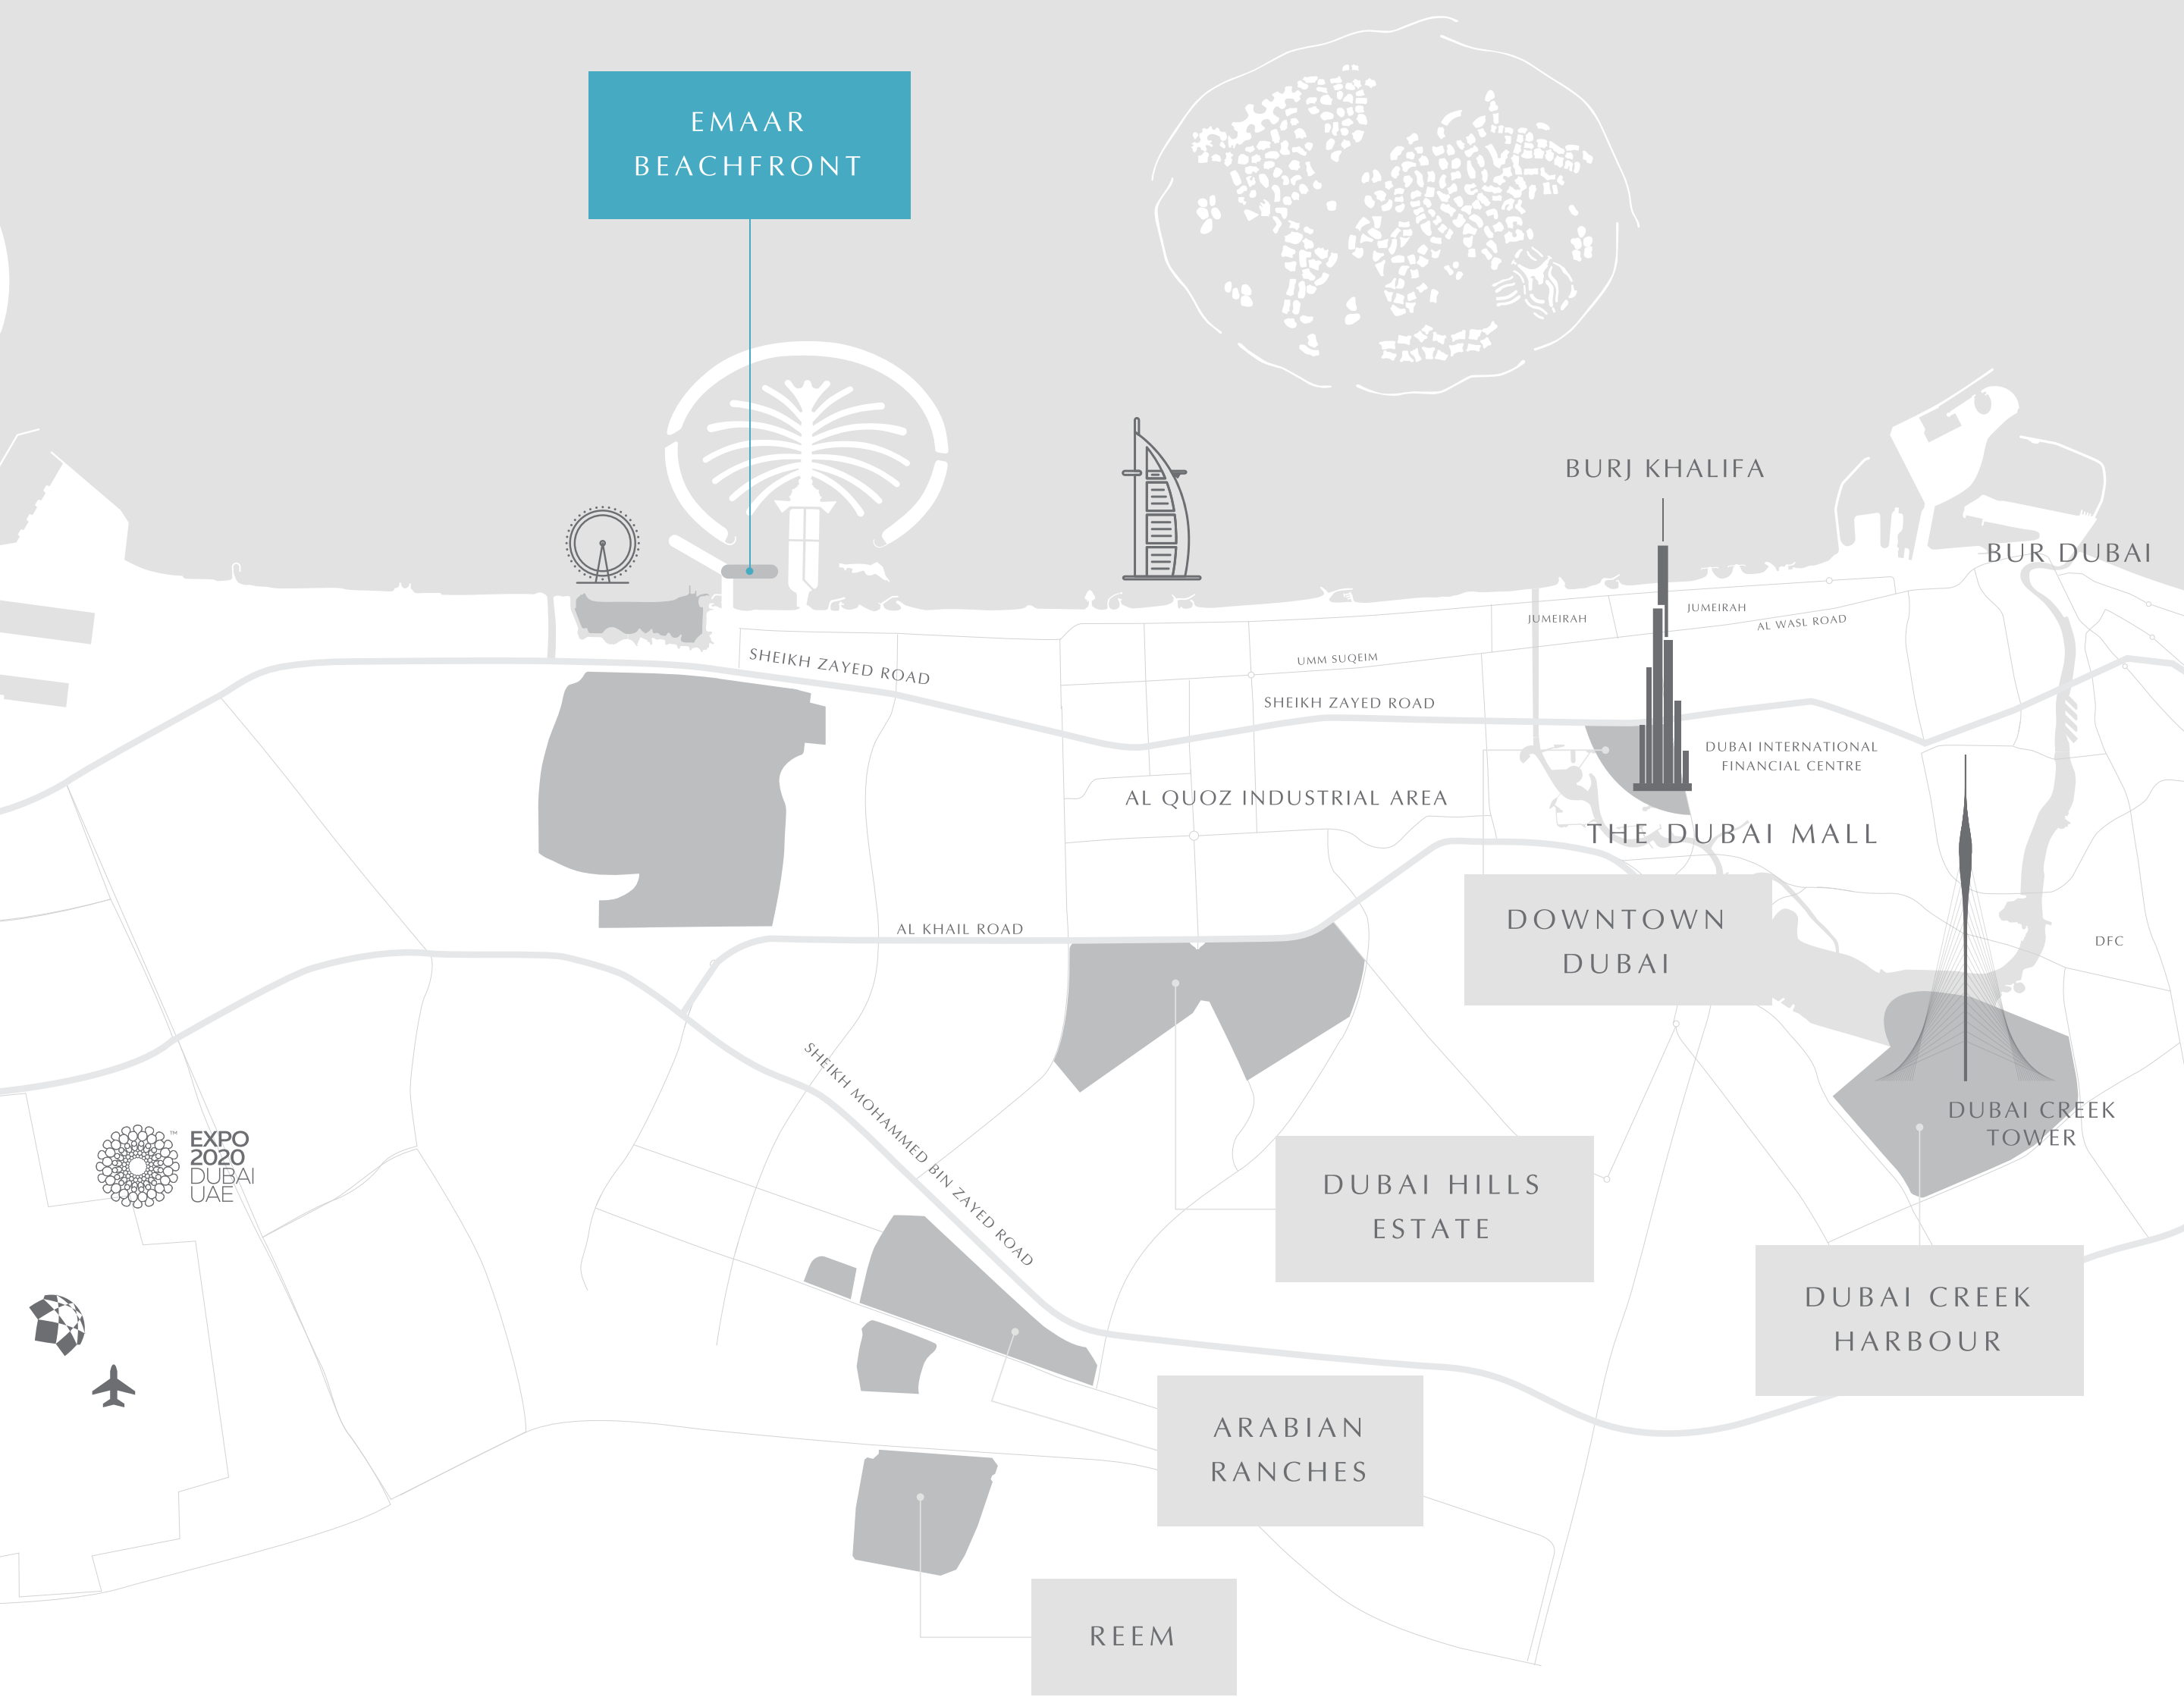 EMAAR
BEACHFRONT
BURJ KHALIFA
BUR DUBAI
JUMEIRAH
JUMEIRAH
AL WASL ROAD
SHEIKH ZAYED ROAD
UMM SUQEIM
SHEIKH ZAYED ROAD
DUBAI INTERNATIONAL
FINANCIAL CENTRE
AL QUOZ INDUSTRIAL AREA
THE DUBAI MALL
DOWNTOWN
DUBAI
AL KHAIL ROAD
DFC
SHEIKH MOHAMMED BIN ZAYED ROAD
DUBAI CREEK
TOWER
TM
EXPO
2020
DUBAI
UAE
DUBAI HILLS
ESTATE
DUBAI CREEK
HARBOUR
ARABIAN
RANCHES
REEM